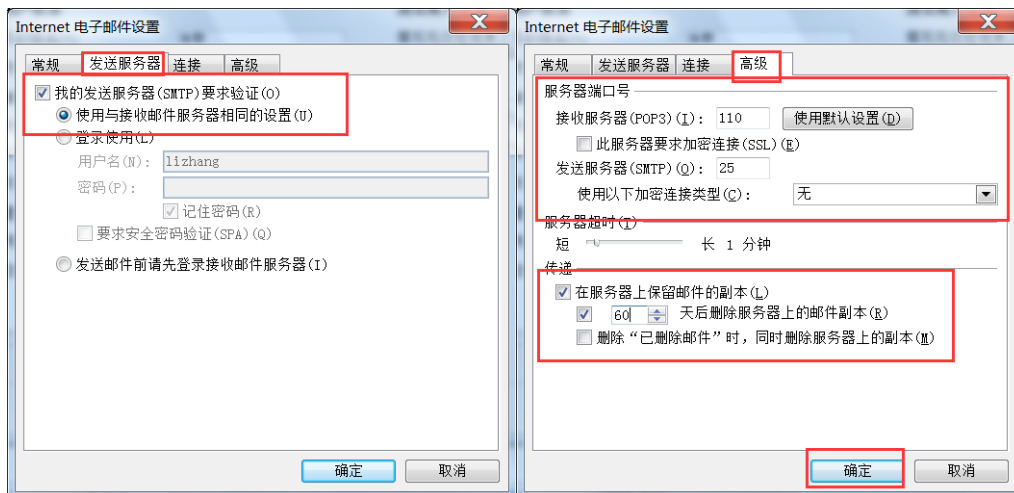 Internet 电子邮件设置
常规 发送服务器 连接 高级
我的发送服务器(SMTP)要求验证(O)
使用与接收邮件服务器相同的设置(U)
登录使用(L)
用户名(N): lizhang
密码(P):
记住密码(R)
要求安全密码验证(SPA)(Q)
发送邮件前请先登录接收邮件服务器(I)
确定 取消
Internet 电子邮件设置
常规 发送服务器 连接 高级
服务器端口号
接收服务器(POP3)(I): 110 使用默认设置(D)
此服务器要求加密连接(SSL)(E)
发送服务器(SMTP)(O): 25
使用以下加密连接类型(C): 无
服务器超时(T)
短 长 1 分钟
传递
在服务器上保留邮件的副本(L)
60 天后删除服务器上的邮件副本(R)
删除“已删除邮件”时，同时删除服务器上的副本(M)
确定 取消